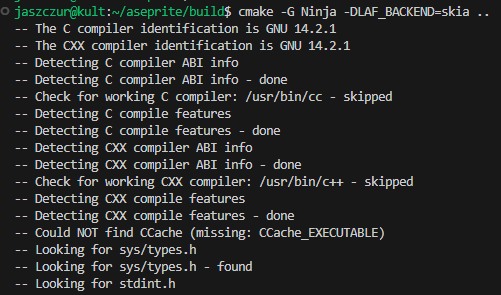 jaszczur@kult:~/aseprite/build$ cmake -G Ninja -DLAF_BACKEND=skia ..
-- The C compiler identification is GNU 14.2.1
-- The CXX compiler identification is GNU 14.2.1
-- Detecting C compiler ABI info
-- Detecting C compiler ABI info - done
-- Check for working C compiler: /usr/bin/cc - skipped
-- Detecting C compile features
-- Detecting C compile features - done
-- Detecting CXX compiler ABI info
-- Detecting CXX compiler ABI info - done
-- Check for working CXX compiler: /usr/bin/c++ - skipped
-- Detecting CXX compile features
-- Detecting CXX compile features - done
-- Could NOT find CCache (missing: CCache_EXECUTABLE)
-- Looking for sys/types.h
-- Looking for sys/types.h - found
-- Looking for stdint.h